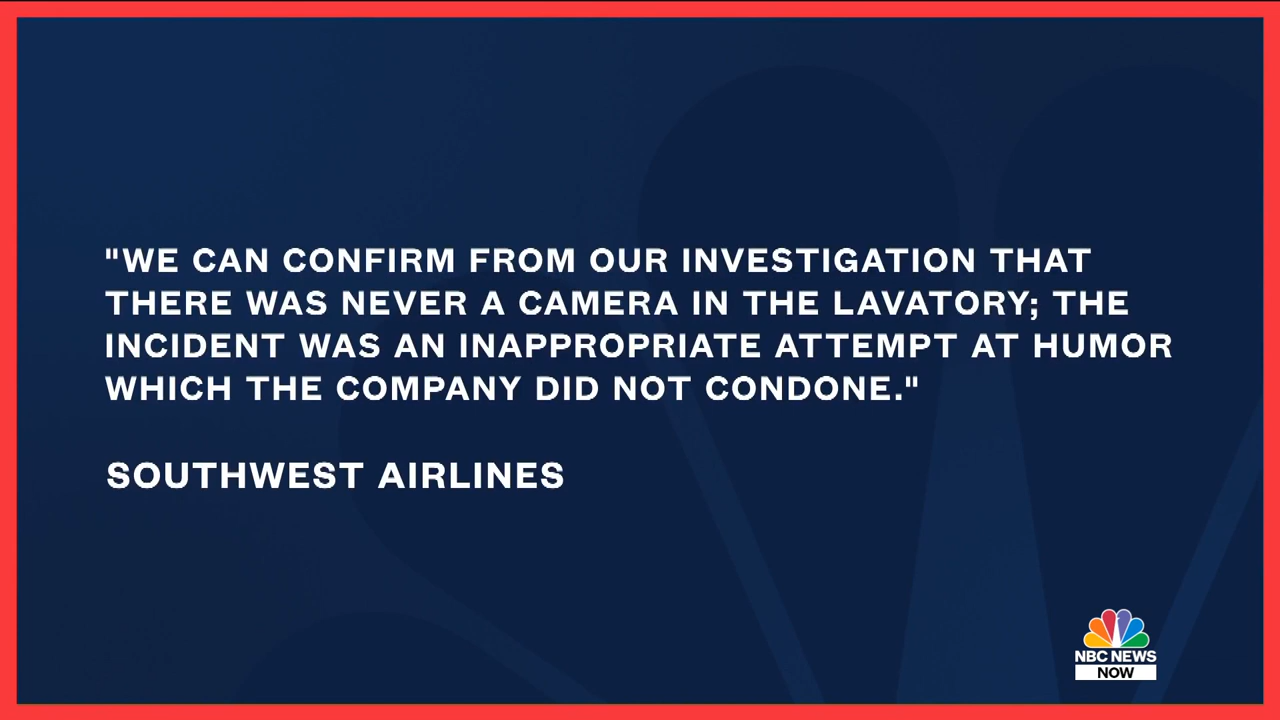 "WE CAN CONFIRM FROM OUR INVESTIGATION THAT
THERE WAS NEVER A CAMERA IN THE LAVATORY; THE
INCIDENT WAS AN INAPPROPRIATE ATTEMPT AT HUMOR
WHICH THE COMPANY DID NOT CONDONE."
SOUTHWEST AIRLINES
NBC NEWS
NOW